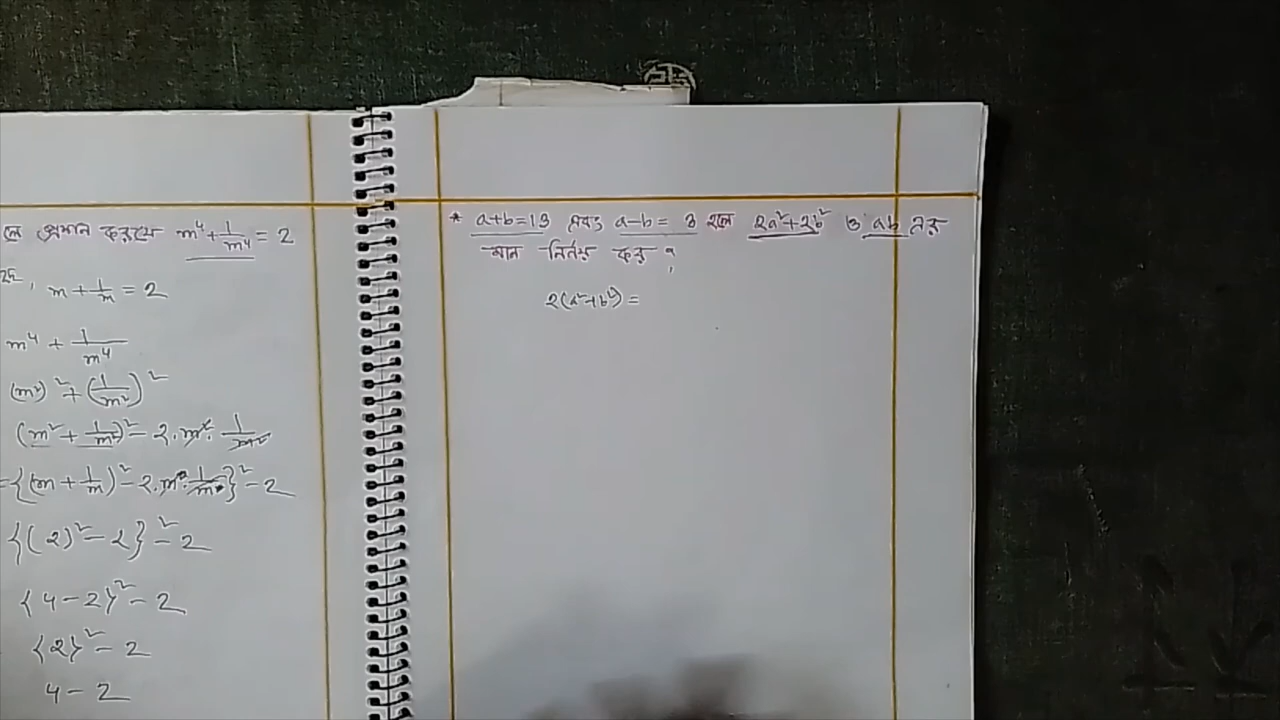 লে প্রমাণ করযে m⁴ + 1/m⁴ = 2
m + 1/m = 2
m⁴ + 1/m⁴
(m²)² + (1/m²)²
(m² + 1/m²)² - 2.m².1/m²
= {(m + 1/m)² - 2.m.1/m}² - 2
{(2)² - 2}² - 2
{4 - 2}² - 2
{2}² - 2
4 - 2
* a+b=13 এবং a-b= 3 হলে 2a²+2b² ও ab এর
মান নির্ণয় কর ?
2(a²+b²) =